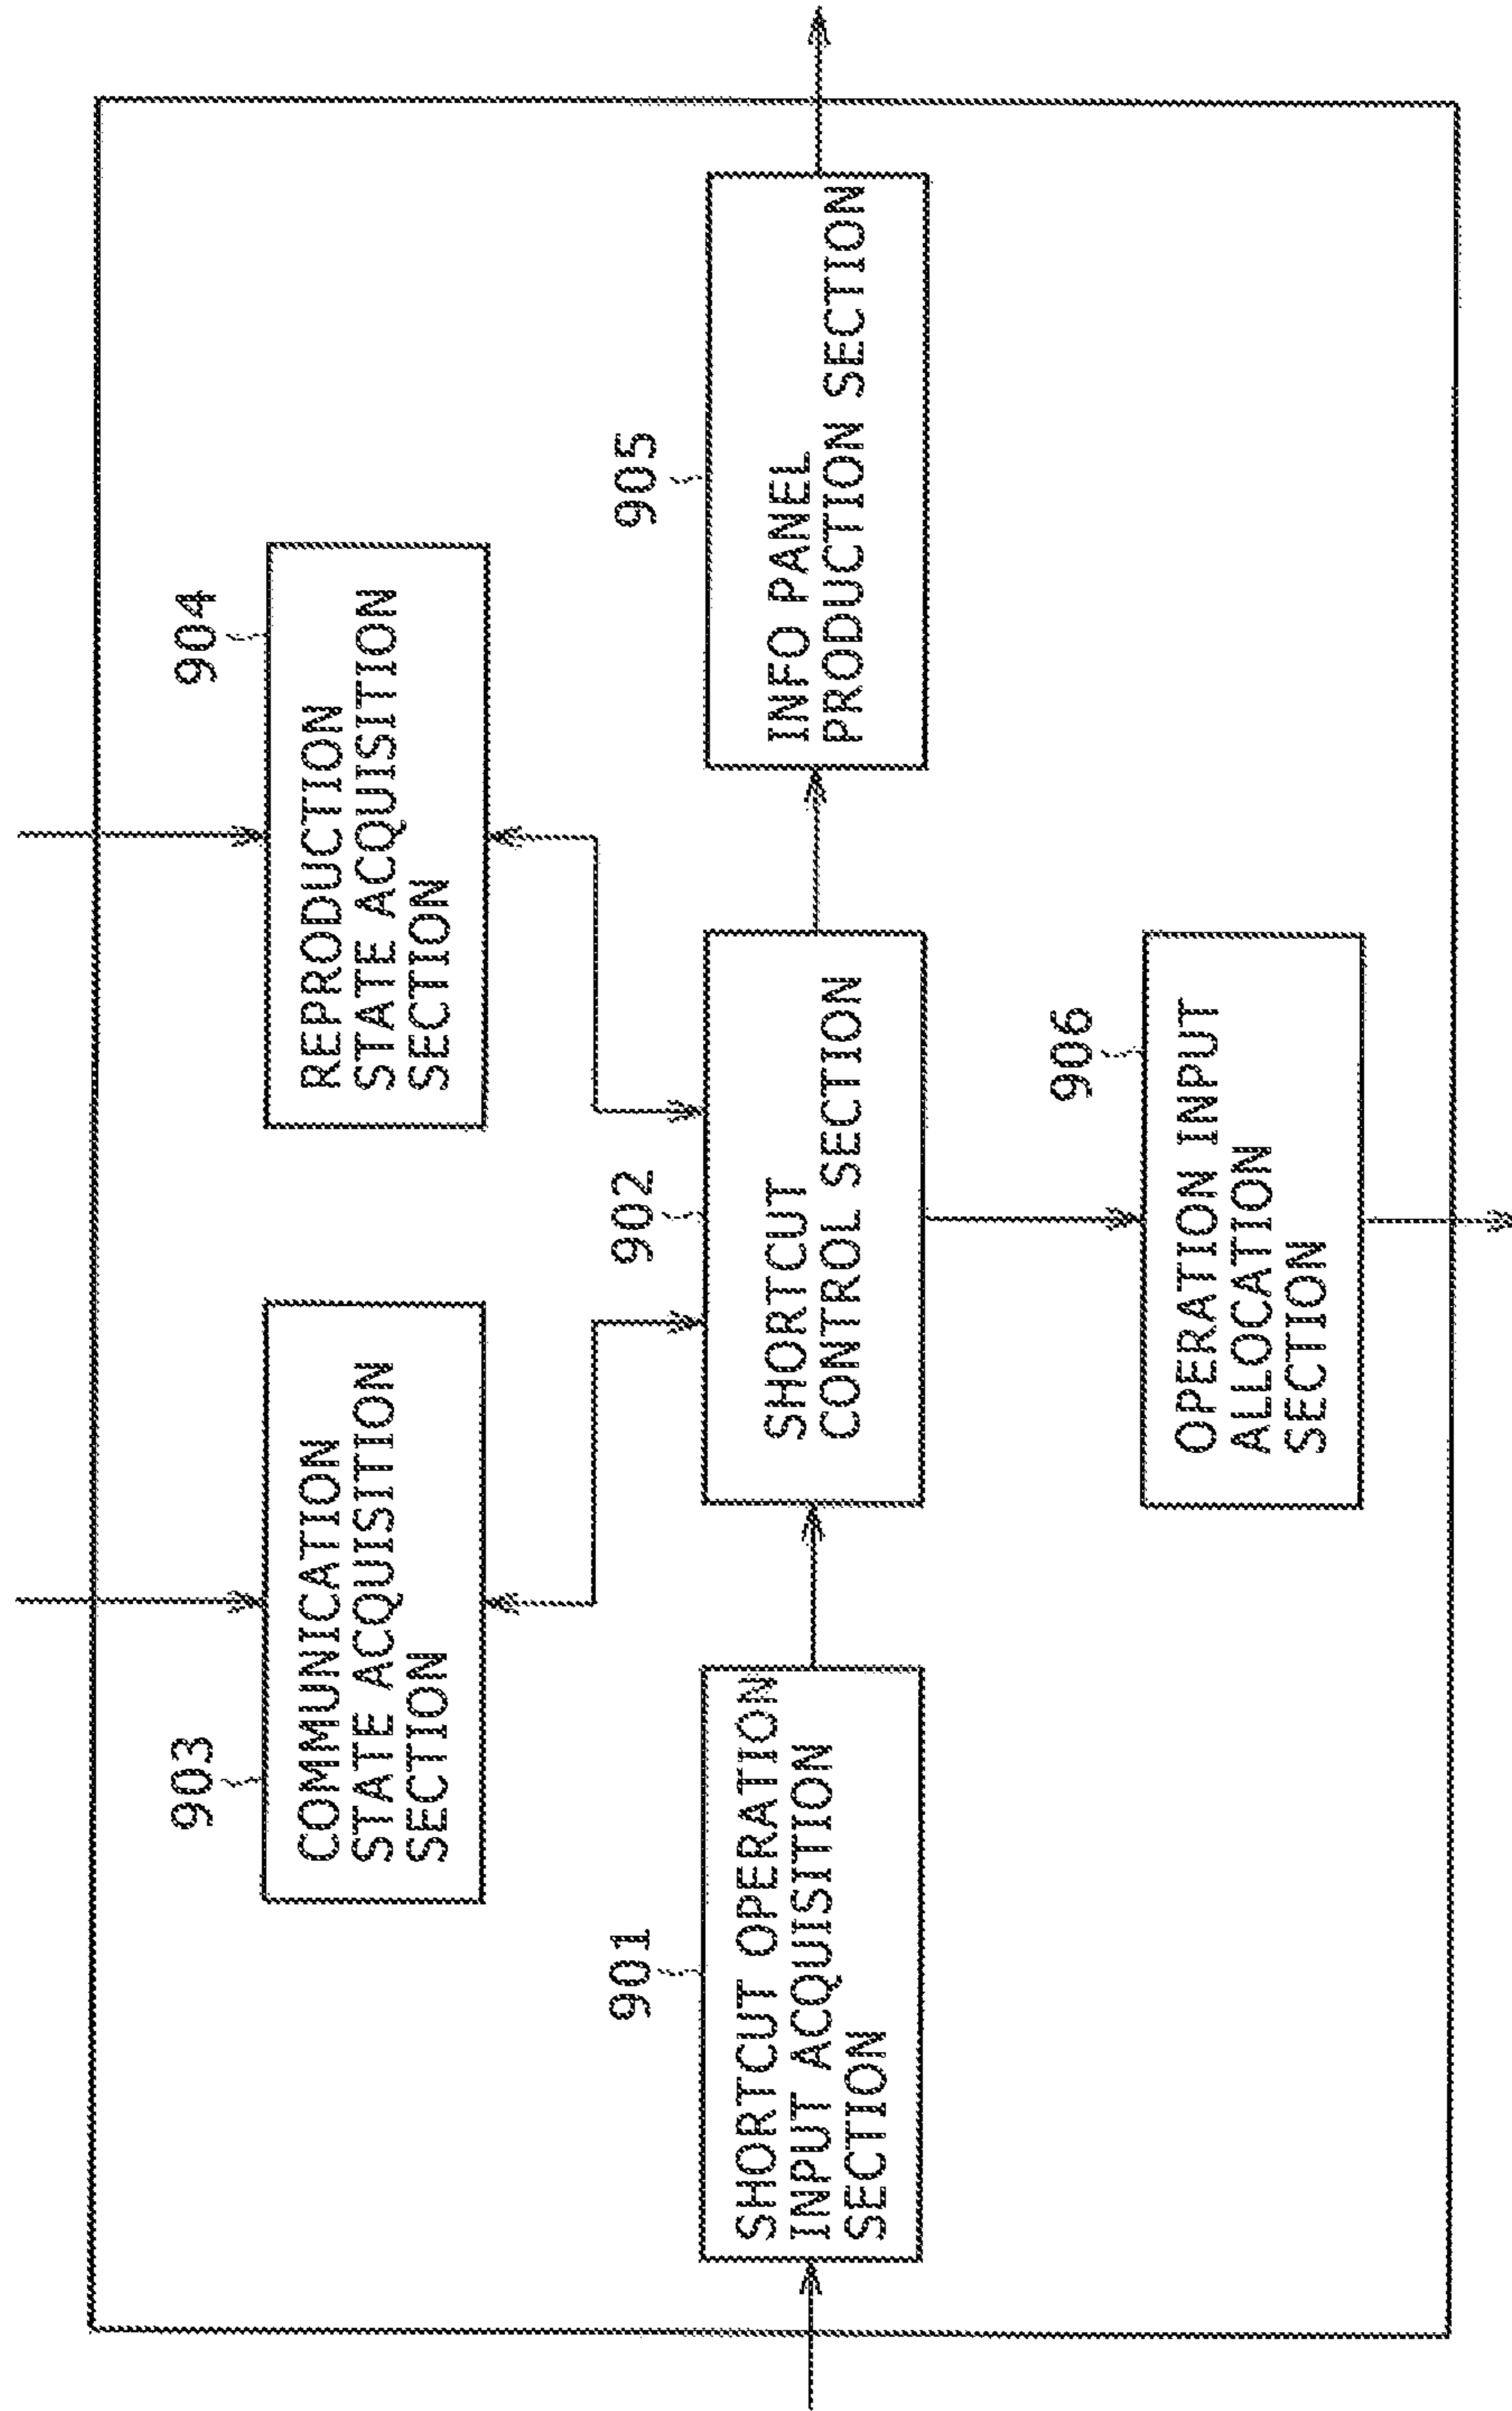 903
COMMUNICATION
STATE ACQUISITION
SECTION
904
REPRODUCTION
STATE ACQUISITION
SECTION
901
SHORTCUT OPERATION
INPUT ACQUISITION
SECTION
902
SHORTCUT
CONTROL SECTION
905
INFO PANEL
PRODUCTION SECTION
906
OPERATION INPUT
ALLOCATION
SECTION